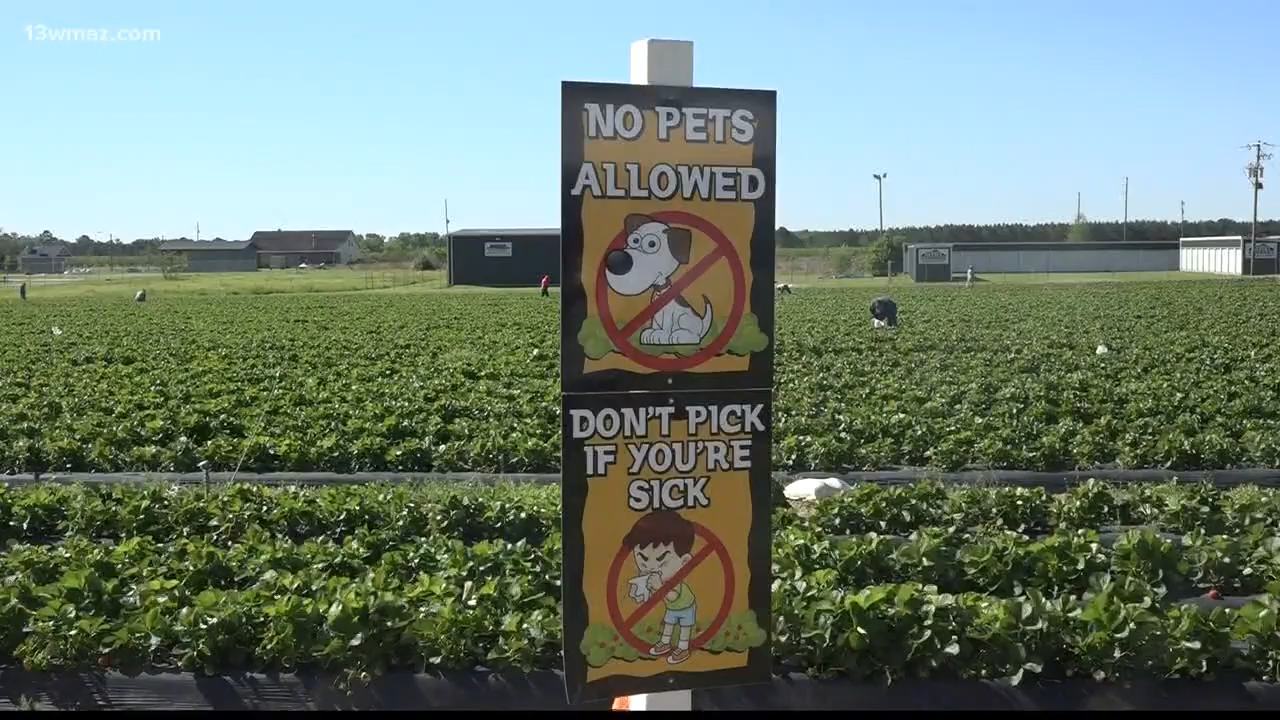 13wmaz.com
NO PETS
ALLOWED
DON'T PICK
IF YOU'RE
SICK